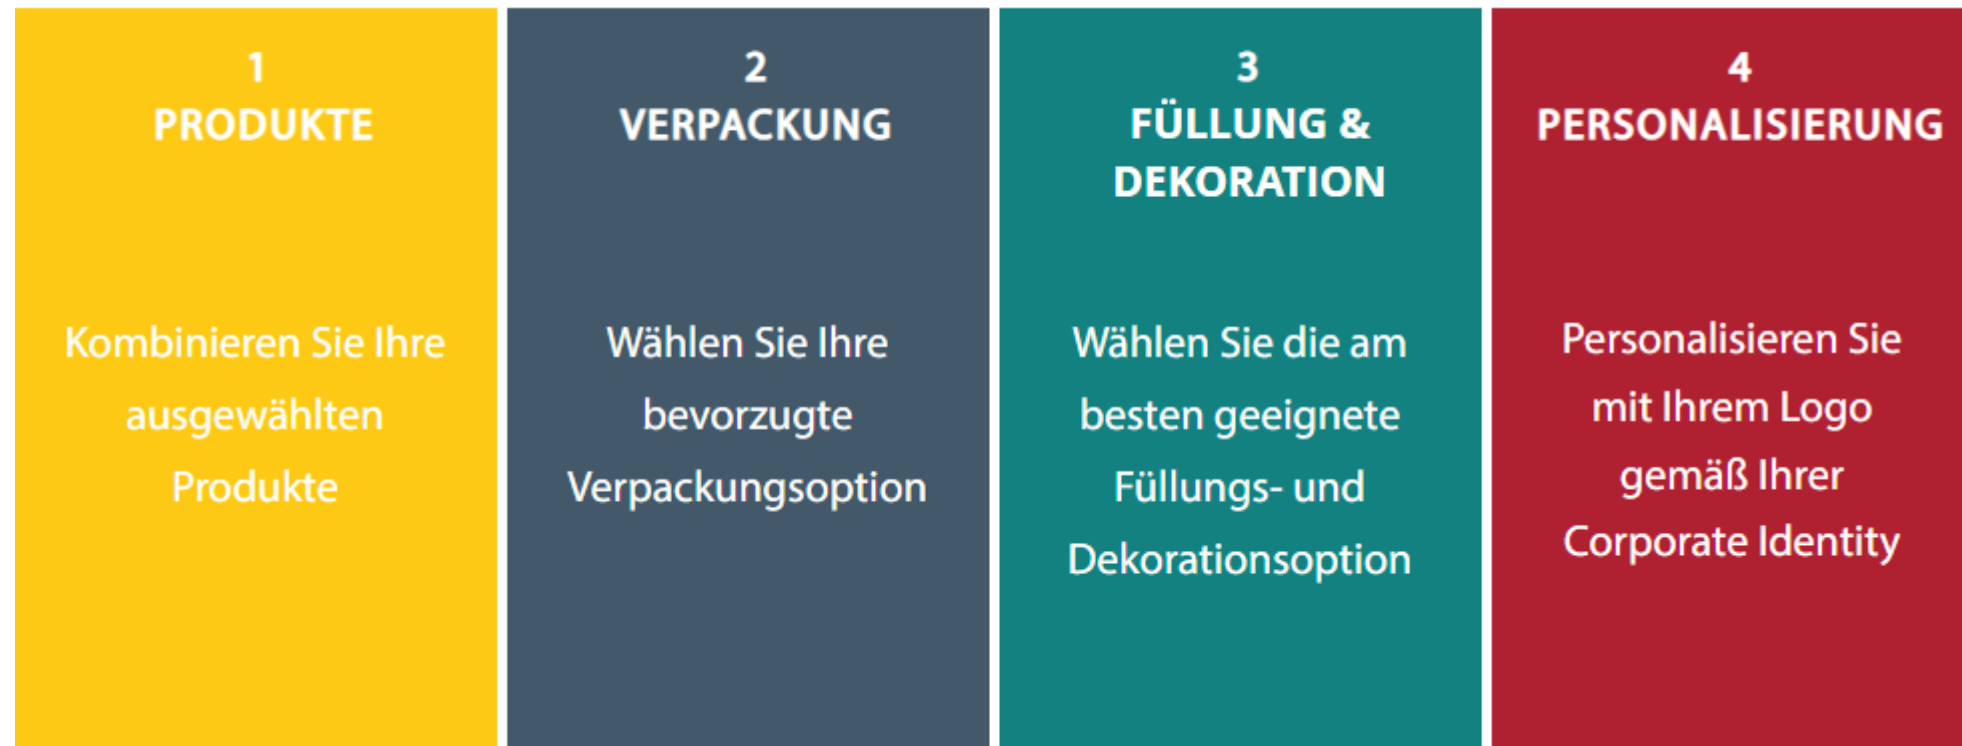 1
PRODUKTE
Kombinieren Sie Ihre
ausgewählten
Produkte
2
VERPACKUNG
Wählen Sie Ihre
bevorzugte
Verpackungsoption
3
FÜLLUNG &
DEKORATION
Wählen Sie die am
besten geeignete
Füllungs- und
Dekorationsoption
4
PERSONALISIERUNG
Personalisieren Sie
mit Ihrem Logo
gemäß Ihrer
Corporate Identity